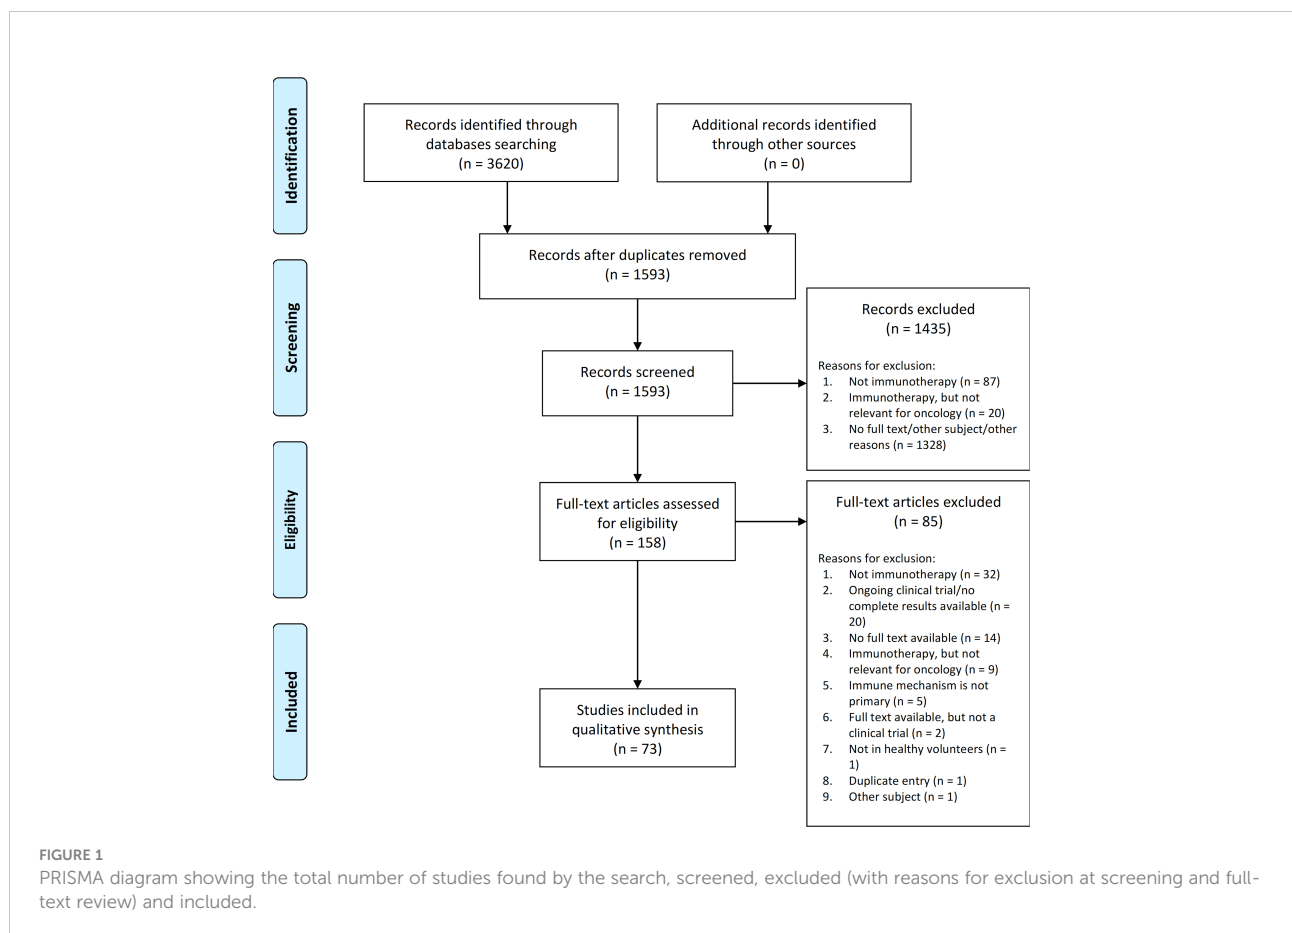 Identification
Records identified through
databases searching
(n = 3620)
Additional records identified
through other sources
(n = 0)
Records after duplicates removed
(n = 1593)
Screening
Records screened
(n = 1593)
Records excluded
(n = 1435)
Reasons for exclusion:
1. Not immunotherapy (n = 87)
2. Immunotherapy, but not
relevant for oncology (n = 20)
3. No full text/other subject/other
reasons (n = 1328)
Eligibility
Full-text articles assessed
for eligibility
(n = 158)
Full-text articles excluded
(n = 85)
Reasons for exclusion:
1. Not immunotherapy (n = 32)
2. Ongoing clinical trial/no
complete results available (n =
20)
3. No full text available (n = 14)
4. Immunotherapy, but not
relevant for oncology (n = 9)
5. Immune mechanism is not
primary (n = 5)
6. Full text available, but not a
clinical trial (n = 2)
7. Not in healthy volunteers (n =
1)
8. Duplicate entry (n = 1)
9. Other subject (n = 1)
Included
Studies included in
qualitative synthesis
(n = 73)
FIGURE 1
PRISMA diagram showing the total number of studies found by the search, screened, excluded (with reasons for exclusion at screening and full-
text review) and included.